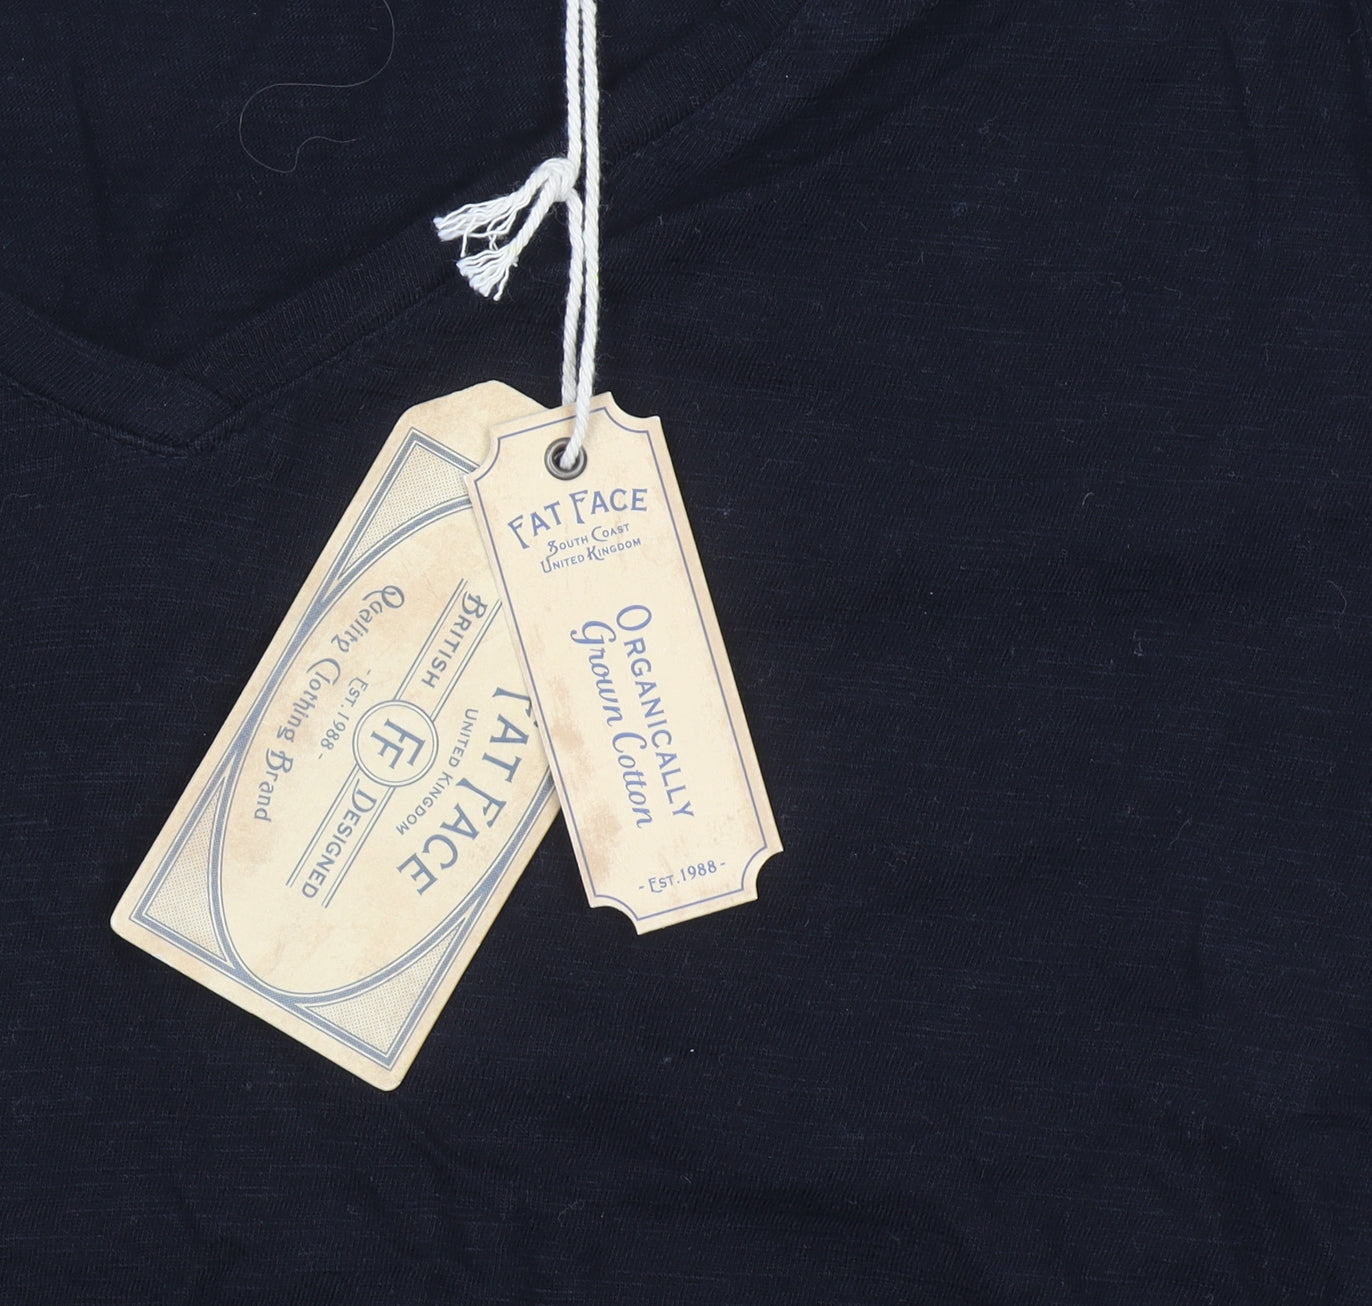 FAT FACE
SOUTH COAST
UNITED KINGDOM
ORGANICALLY
Grown Cotton
- EST.1988 -
FAT FACE
UNITED KINGDOM
BRITISH FF DESIGNED
- EST. 1988 -
Quality Clothing Brand